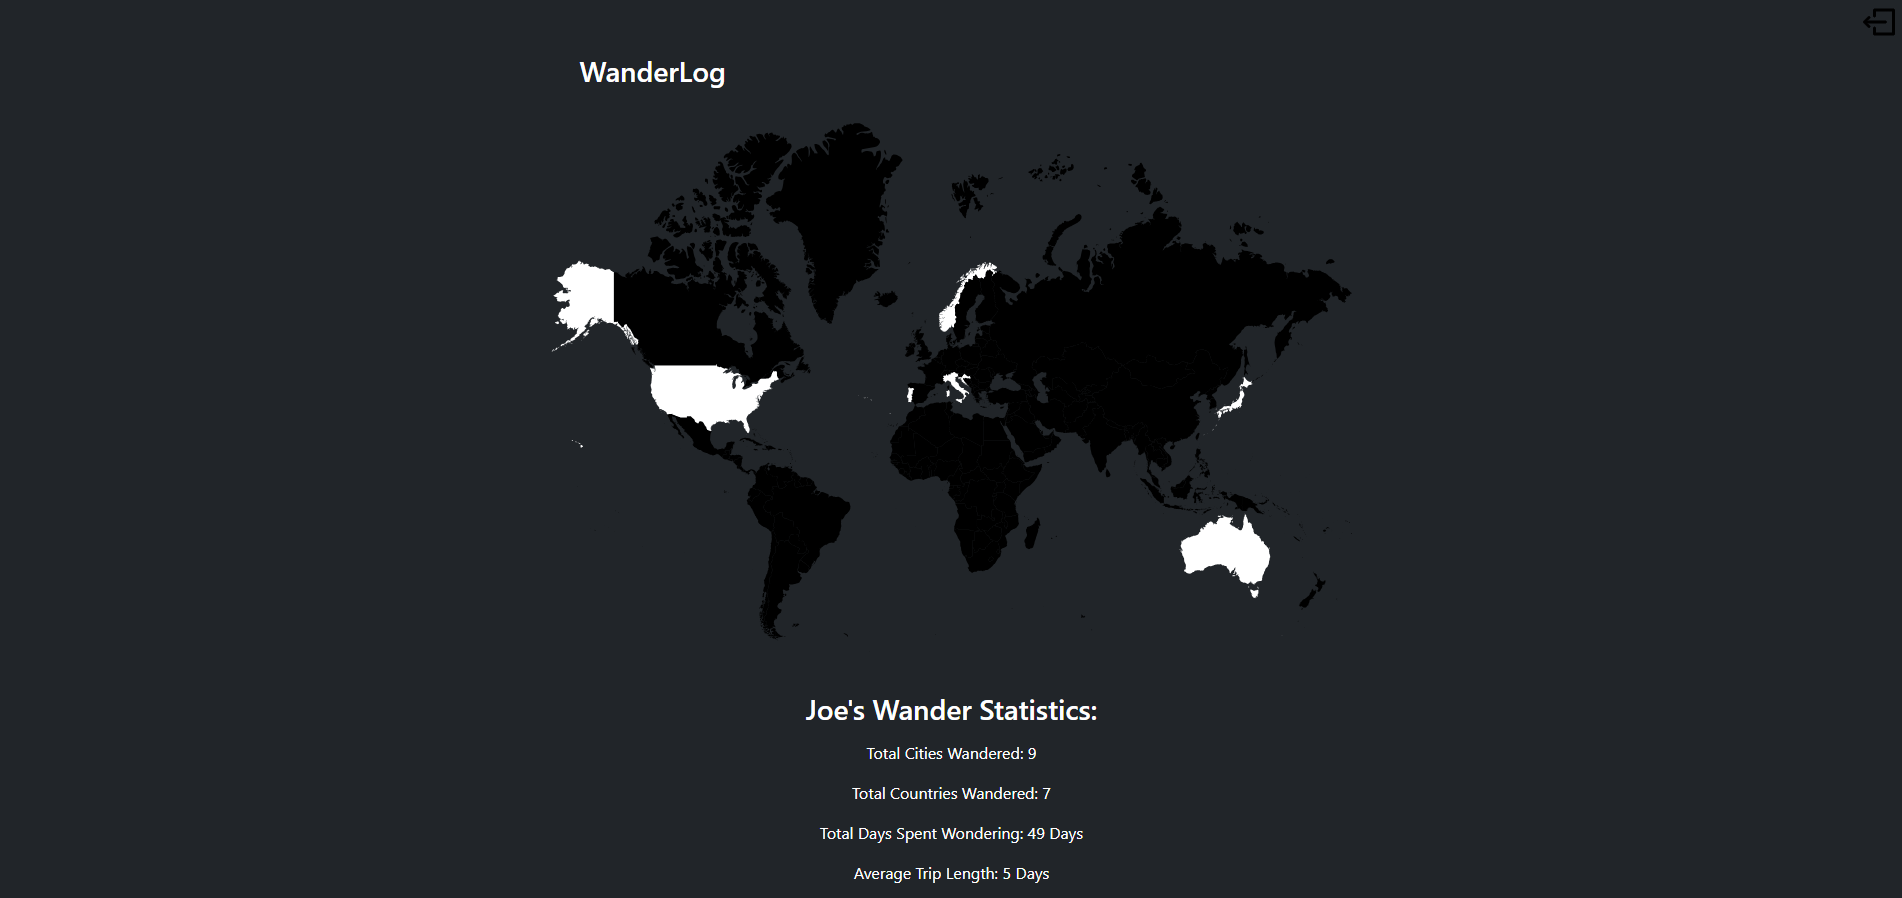 WanderLog
Joe's Wander Statistics:
Total Cities Wandered: 9
Total Countries Wandered: 7
Total Days Spent Wondering: 49 Days
Average Trip Length: 5 Days